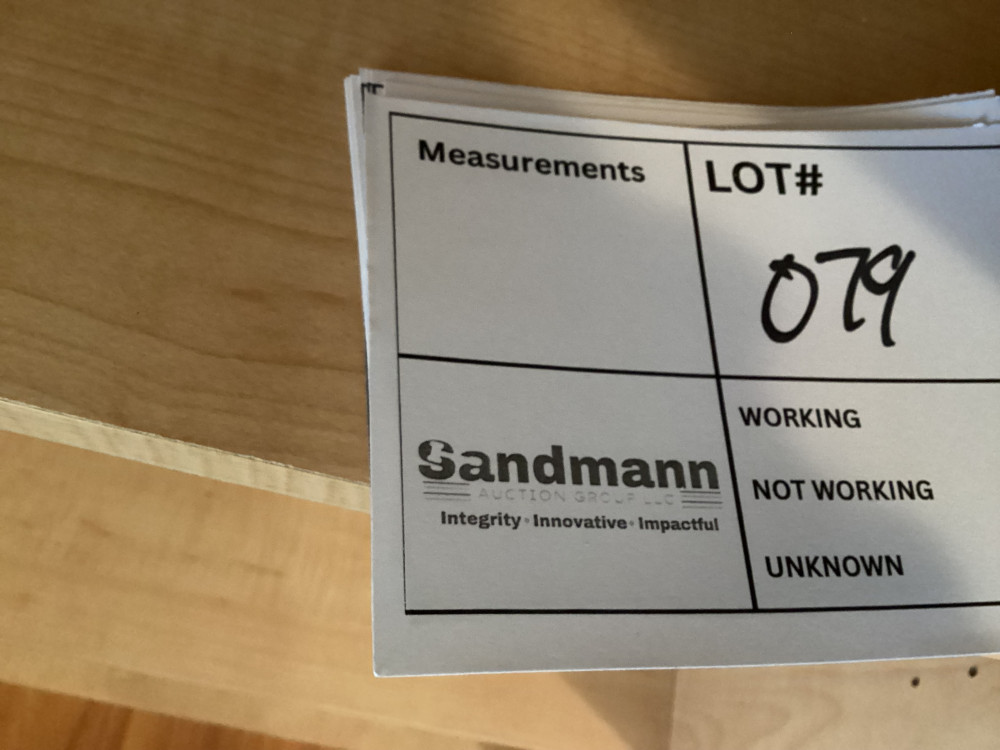 Measurements
LOT#
079
Sandmann
AUCTION GROUP LLC
Integrity · Innovative · Impactful
WORKING
NOT WORKING
UNKNOWN